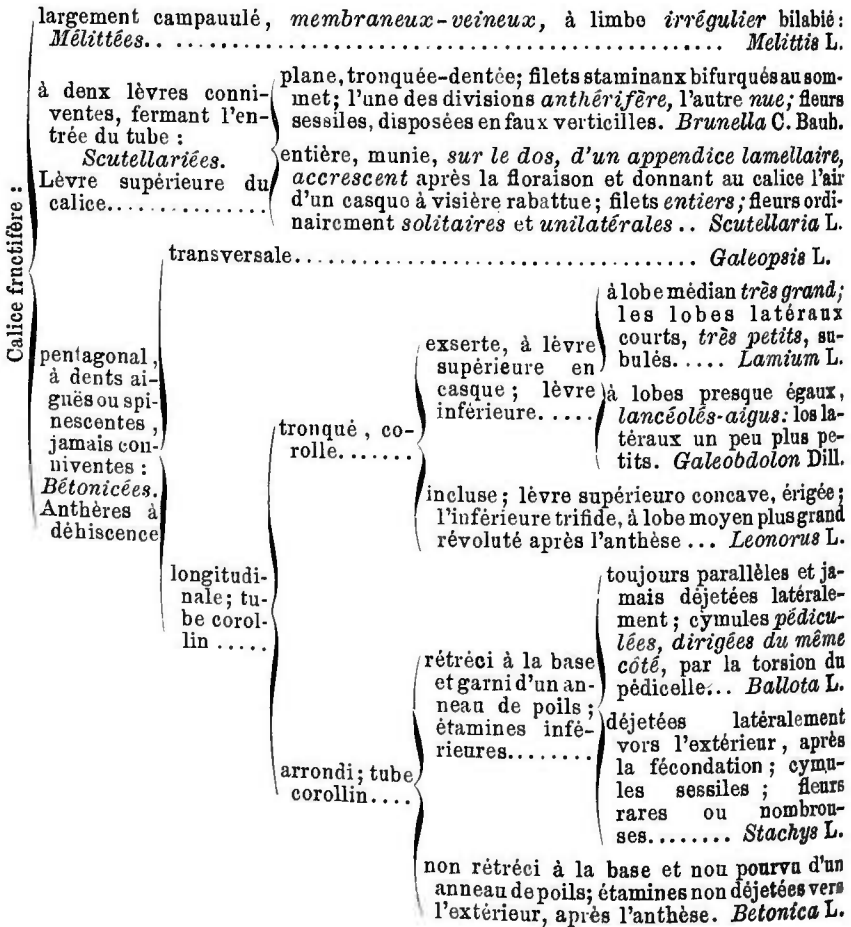 Calice fructifère :
largement campauulé, membraneux-veineux, à limbe irrégulier bilabié:
Mélittées.. .......................................................... Melittis L.
à denx lèvres conni-
ventes, fermant l'en-
trée du tube :
Scutellariées.
Lèvre supérieure du
calice................
plane, tronquée-dentée; filets staminanx bifurqués au som-
met; l'une des divisions anthérifère, l'autre nue; fleurs
sessiles, disposées en faux verticilles. Brunella C. Bauh.
entière, munie, sur le dos, d'un appendice lamellaire,
accrescent après la floraison et donnant au calice l'air
d'un casque à visière rabattue; filets entiers; fleurs ordi-
nairement solitaires et unilatérales .. Scutellaria L.
pentagonal,
à dents ai-
guës ou spi-
nescentes,
jamais con-
niventes :
Bétonicées.
Anthères à
déhiscence
transversale....................................... Galeopsis L.
longitudi-
nale; tu-
be corol-
lin .....
tronqué, co-
rolle.......
exserte, à lèvre
supérieure en
casque; lèvre
inférieure.....
à lobe médian très grand;
les lobes latéraux
courts, très petits, su-
bulés..... Lamium L.
à lobes presque égaux,
lancéolés-aigus: los la-
téraux un peu plus pe-
tits. Galeobdolon Dill.
incluse; lèvre supérieuro concave, érigée;
l'inférieure trifide, à lobe moyen plus grand
révoluté après l'anthèse ... Leonorus L.
arrondi; tube
corollin....
rétréci à la base
et garni d'un an-
neau de poils;
étamines infé-
rieures........
toujours parallèles et ja-
mais déjetées latérale-
ment; cymules pédicu-
lées, dirigées du même
côté, par la torsion du
pédicelle... Ballota L.
déjetées latéralement
vors l'extérieur, après
la fécondation; cymu-
les sessiles; fleurs
rares ou nombrou-
ses........ Stachys L.
non rétréci à la base et nou pourvu d'un
anneau de poils; étamines non déjetées vers
l'extérieur, après l'anthèse. Betonica L.